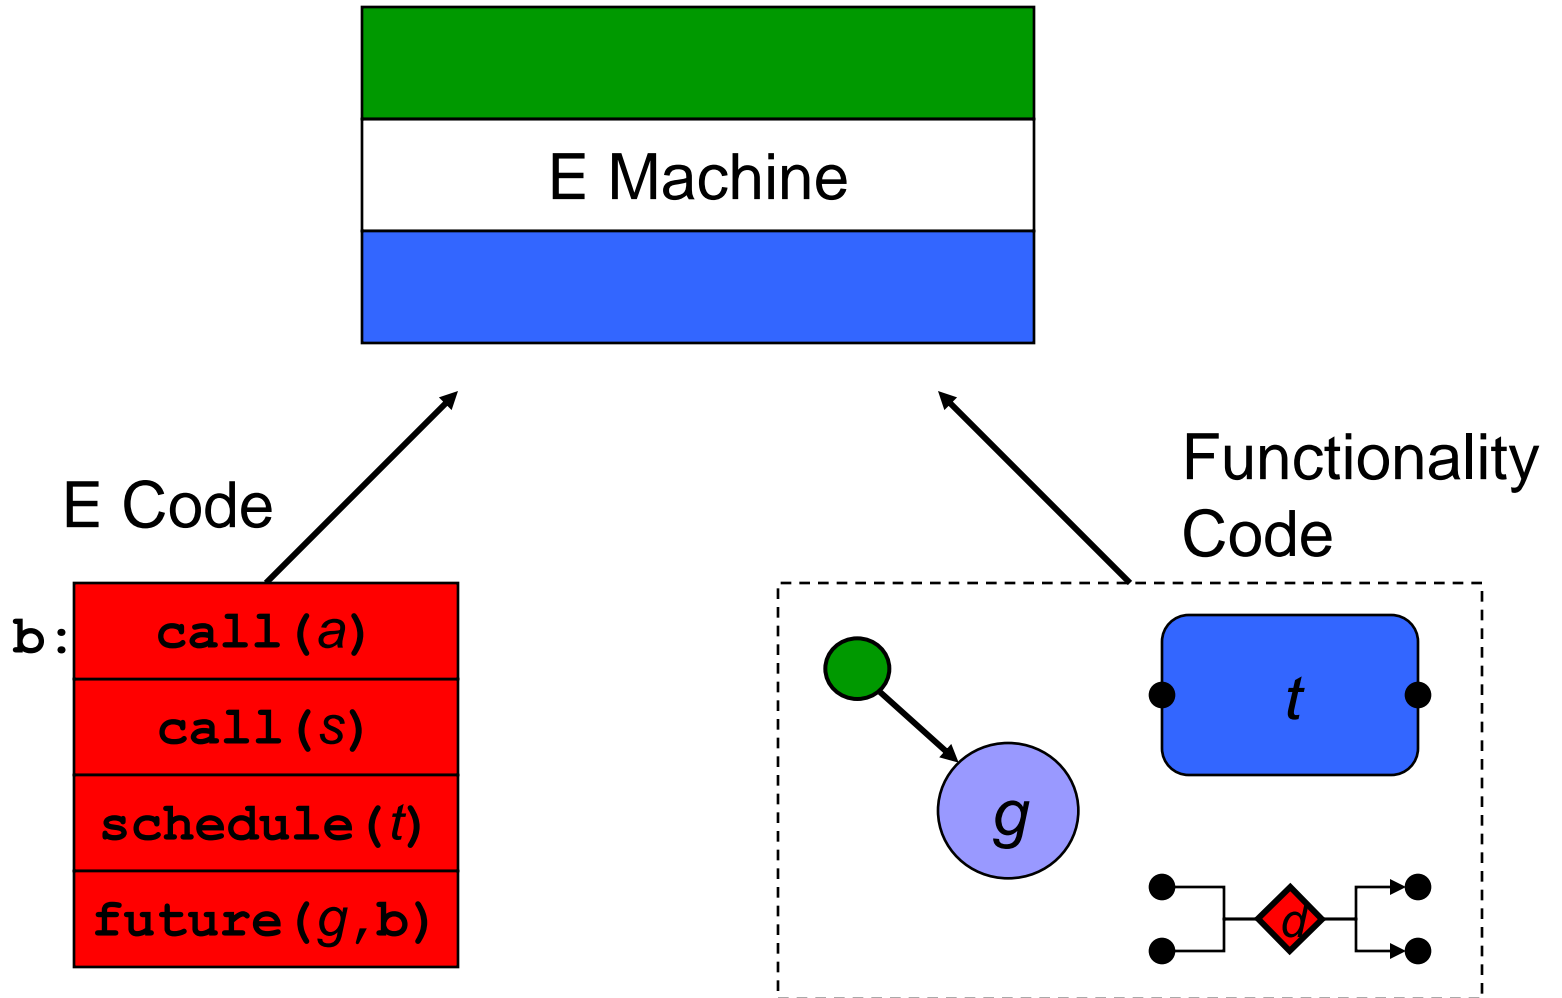 E Machine
E Code
b:
call(a)
call(s)
schedule(t)
future(g,b)
Functionality
Code
t
g
d